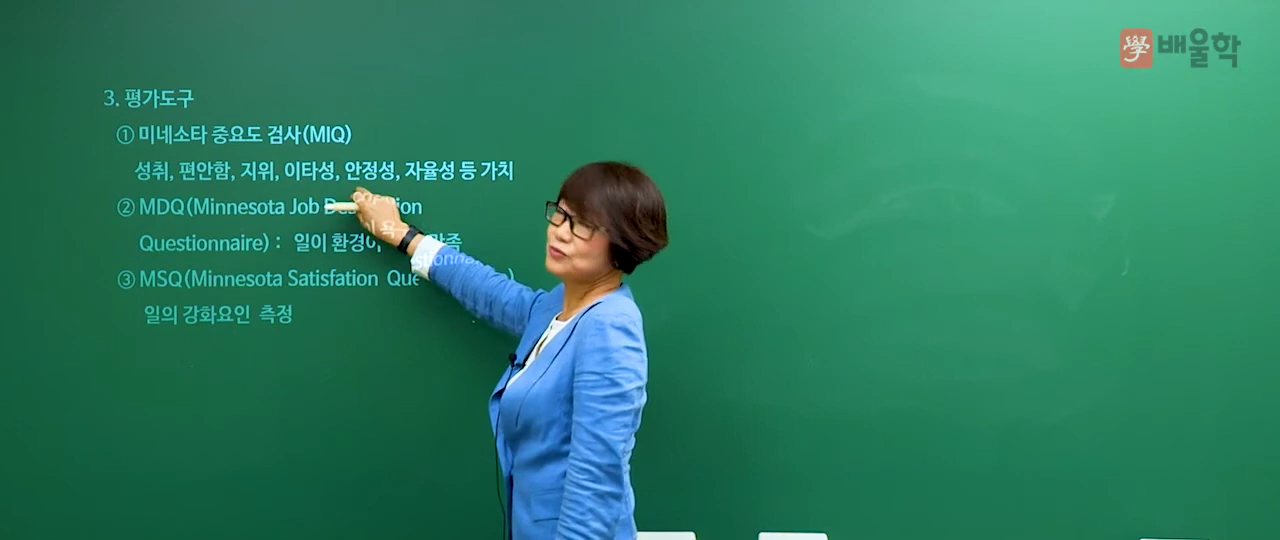 學 배울학
3. 평가도구
① 미네소타 중요도 검사(MIQ)
성취, 편안함, 지위, 이타성, 안정성, 자율성 등 가치
② MDQ(Minnesota Job
Questionnaire) : 일이 환경이
③ MSQ(Minnesota Satisfation
일의 강화요인 측정